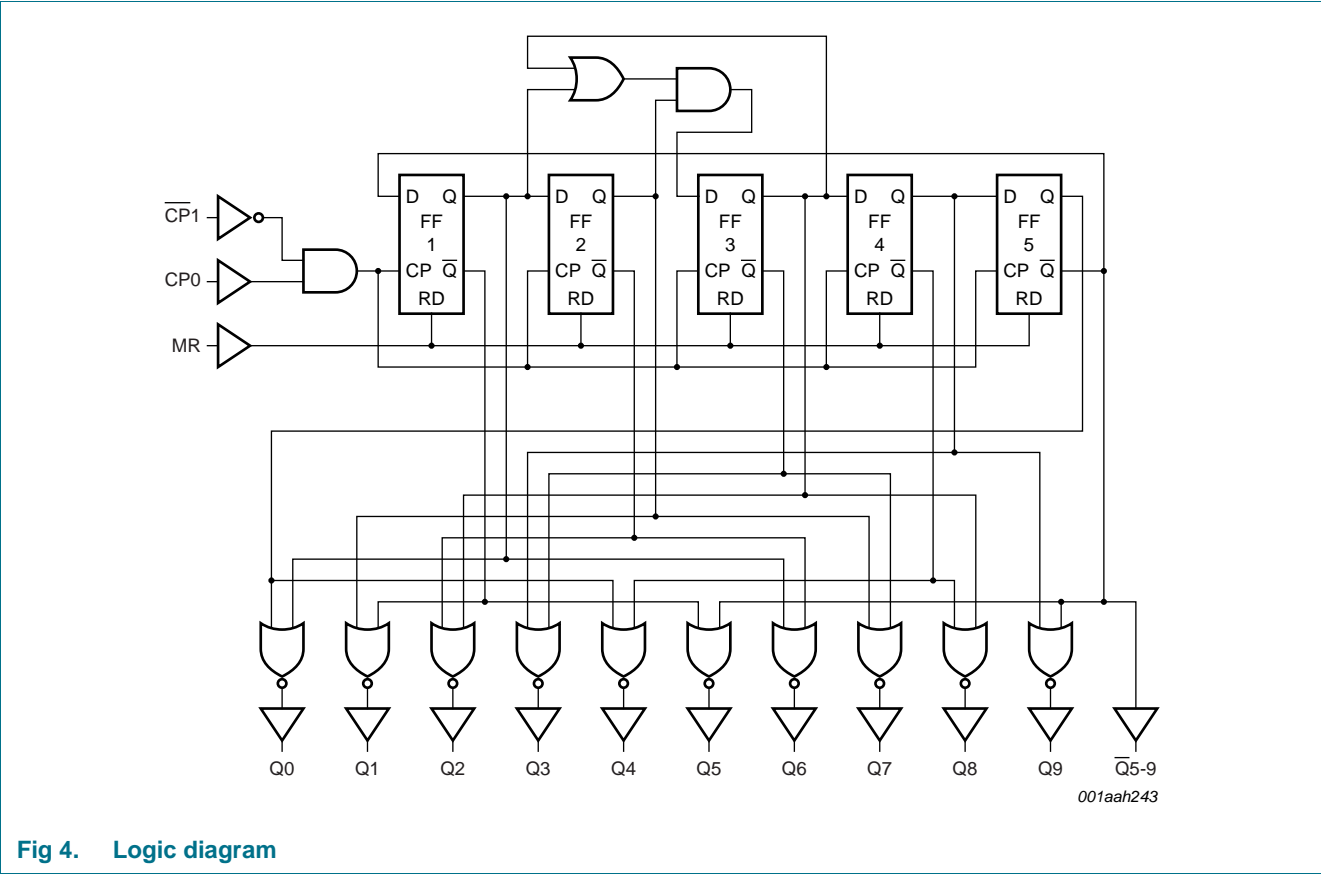 D Q
FF
1
CP Q̅
RD
D Q
FF
2
CP Q̅
RD
D Q
FF
3
CP Q̅
RD
D Q
FF
4
CP Q̅
RD
D Q
FF
5
CP Q̅
RD
C̅P̅1
CP0
MR
Q0 Q1 Q2 Q3 Q4 Q5 Q6 Q7 Q8 Q9 Q̅5-9
001aah243
Fig 4. Logic diagram